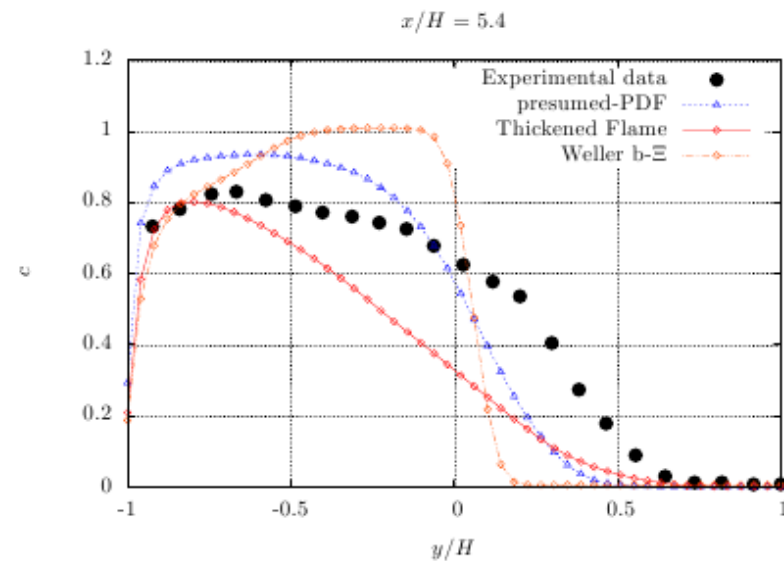 x/H = 5.4
Experimental data
presumed-PDF
Thickened Flame
Weller b-Ξ
1.2
1
0.8
0.6
0.4
0.2
0
c
-1
-0.5
0
0.5
1
y/H